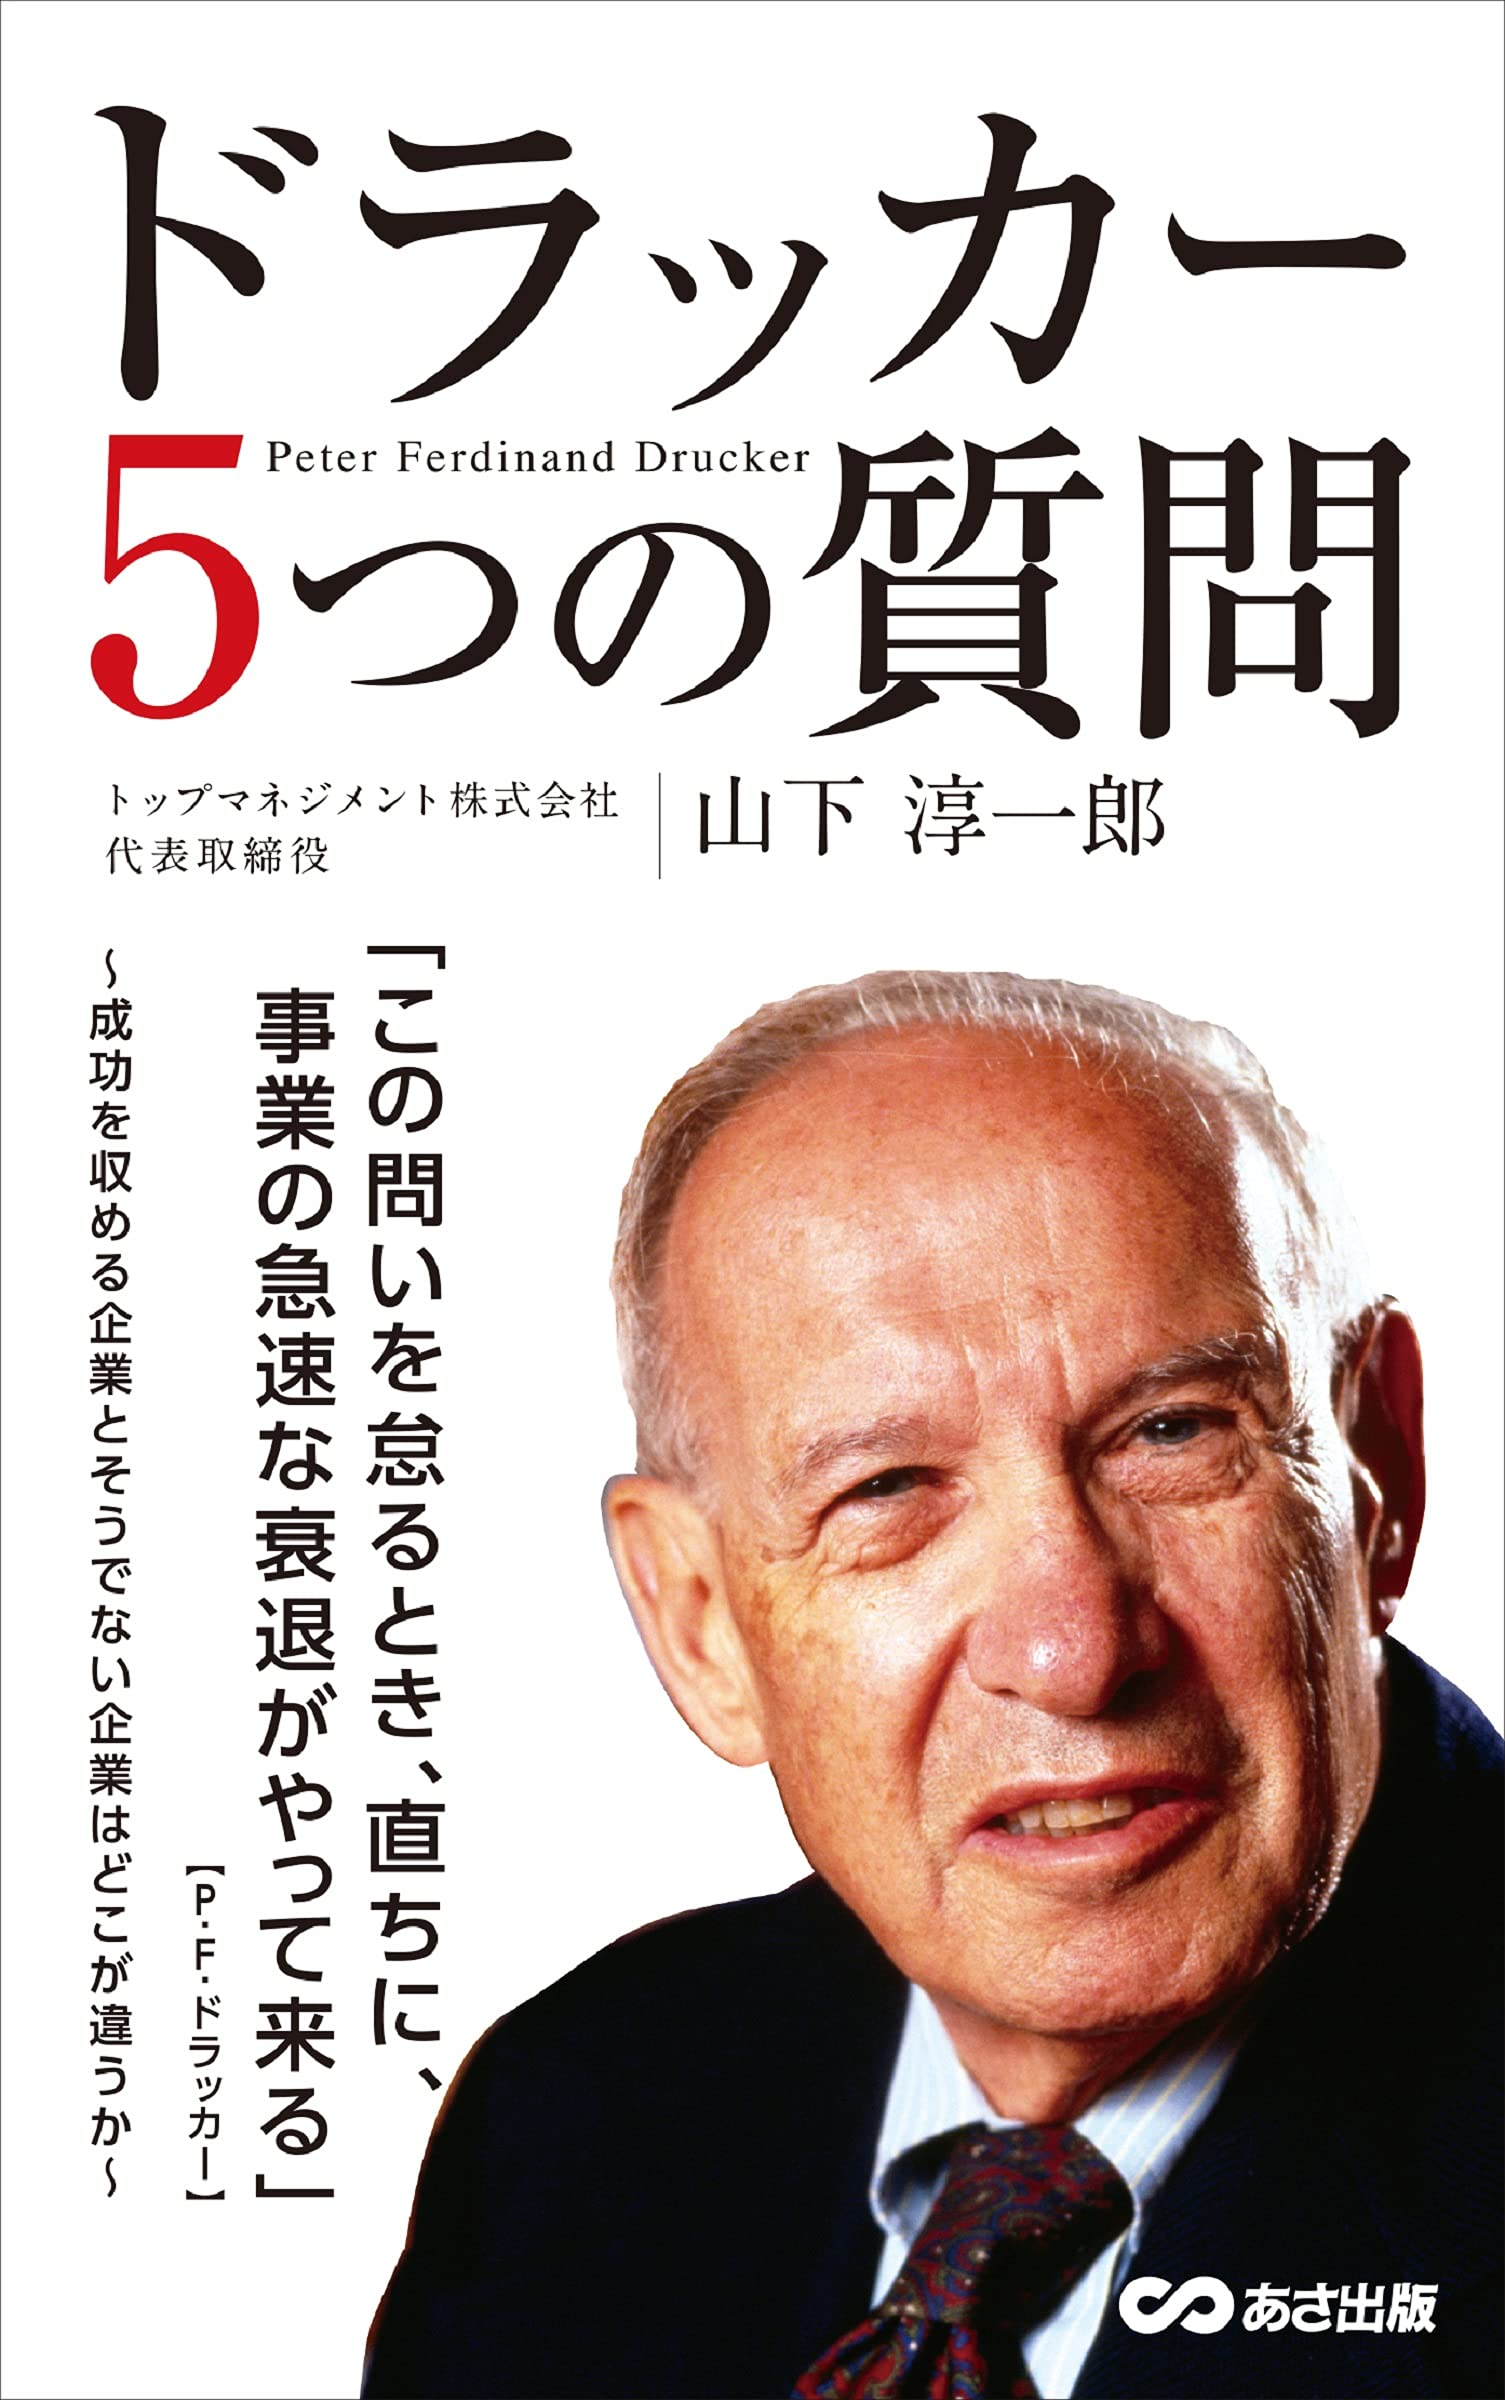 ドラッカー
Peter Ferdinand Drucker
5つの質問
トップマネジメント株式会社
代表取締役
山下 淳一郎
「この問いを怠るとき、直ちに、
事業の急速な衰退がやって来る」
【P.F.ドラッカー】
～成功を収める企業とそうでない企業はどこが違うか～
あさ出版